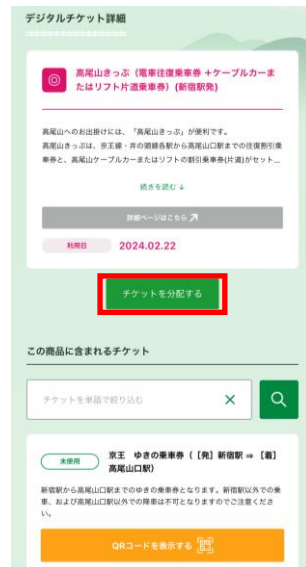 デジタルチケット詳細
高尾山きっぷ（電車往復乗車券 ＋ケーブルカーま
たはリフト片道乗車券）(新宿駅発)
高尾山へのお出掛けには、「高尾山きっぷ」が便利です。
高尾山きっぷは、京王線・井の頭線各駅から高尾山口駅までの往復割引乗
車券と、高尾山ケーブルカーまたはリフトの割引乗車券(片道)がセット...
続きを読む ↓
詳細ページはこちら
利用日 2024.02.22
チケットを分配する
この商品に含まれるチケット
チケットを単語で絞り込む
未使用
京王 ゆきの乗車券（【発】新宿駅 ⇒ 【着】
高尾山口駅）
新宿駅から高尾山口駅までのゆきの乗車券となります。新宿駅以外での乗
車、および高尾山口駅以外での降車は不可となりますのでご注意くださ
い。
QRコードを表示する